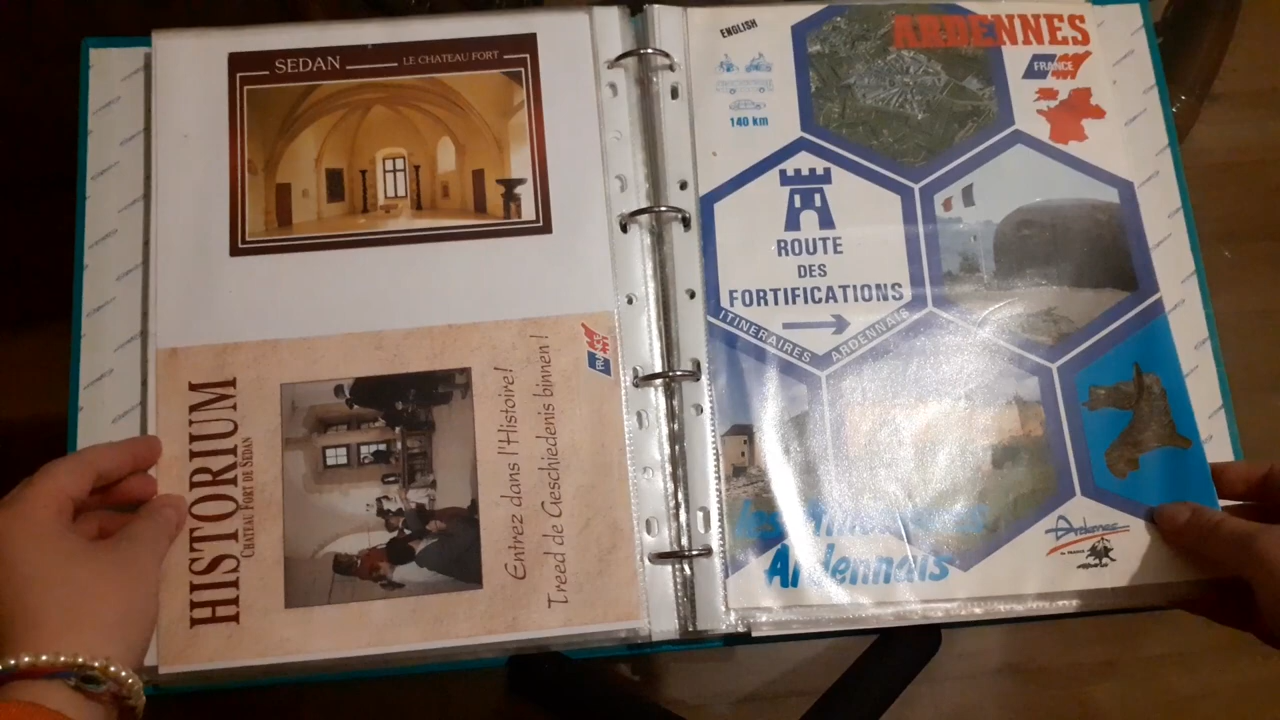 SEDAN LE CHATEAU FORT
HISTORIUM
CHATEAU FORT DE SEDAN
Entrez dans l'Histoire!
Treed de Geschiedenis binnen!
FRANCE
ENGLISH
140 km
ARDENNES
FRANCE
ROUTE
DES
FORTIFICATIONS
ITINERAIRES ARDENNAIS
Ardennais
Ardennes